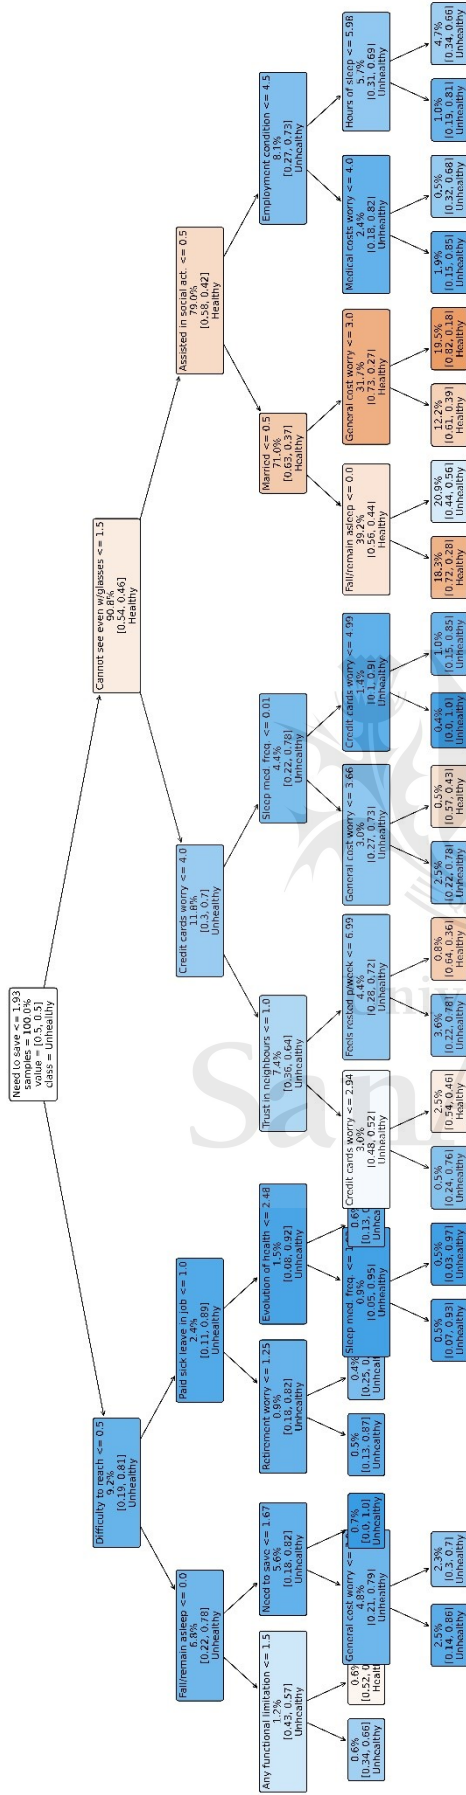 Need to save <= 1.93
samples = 100.0%
value = [0.5, 0.5]
class = Unhealthy
Difficulty to reach <= 0.5
9.2%
[0.19, 0.81]
Unhealthy
Cannot see even w/glasses <= 1.5
90.8%
[0.54, 0.46]
Healthy
Fall/remain asleep <= 0.0
6.8%
[0.22, 0.78]
Unhealthy
Paid sick leave in job <= 1.0
2.4%
[0.11, 0.89]
Unhealthy
Credit cards worry <= 4.0
11.8%
[0.3, 0.7]
Unhealthy
Assisted in social act. <= 0.5
79.0%
[0.58, 0.42]
Healthy
Any functional limitation <= 1.5
1.2%
[0.43, 0.57]
Unhealthy
Need to save <= 1.67
5.6%
[0.18, 0.82]
Unhealthy
Retirement worry <= 1.25
0.9%
[0.18, 0.82]
Unhealthy
Evolution of health <= 2.48
1.5%
[0.08, 0.92]
Unhealthy
Trust in neighbours <= 1.0
7.4%
[0.36, 0.64]
Unhealthy
Sleep med. freq. <= 0.01
4.4%
[0.22, 0.78]
Unhealthy
Married <= 0.5
71.0%
[0.63, 0.37]
Healthy
Employment condition <= 4.5
8.1%
[0.27, 0.73]
Unhealthy
0.6%
[0.34, 0.66]
Unhealthy
0.6%
[0.52, 0
Health
General cost worry <=
4.8%
[0.21, 0.79]
Unhealthy
0.7%
[0.0, 1.0]
Unhealthy
0.5%
[0.13, 0.87]
Unhealthy
0.4%
[0.25, 0
Unhealt
Sleep med. freq. <= 1
0.9%
[0.05, 0.95]
Unhealthy
0.6%
[0.13, 0
Unhealt
Credit cards worry <= 2.94
3.0%
[0.48, 0.52]
Unhealthy
Feels rested p/week <= 6.99
4.4%
[0.28, 0.72]
Unhealthy
General cost worry <= 3.66
3.0%
[0.27, 0.73]
Unhealthy
Credit cards worry <= 4.99
1.4%
[0.1, 0.9]
Unhealthy
Fall/remain asleep <= 0.0
39.2%
[0.56, 0.44]
Healthy
General cost worry <= 3.0
31.7%
[0.73, 0.27]
Healthy
Medical costs worry <= 4.0
2.4%
[0.18, 0.82]
Unhealthy
Hours of sleep <= 5.98
5.7%
[0.31, 0.69]
Unhealthy
2.5%
[0.14, 0.86]
Unhealthy
2.3%
[0.3, 0.7]
Unhealthy
0.5%
[0.07, 0.93]
Unhealthy
0.5%
[0.03, 0.97]
Unhealthy
0.5%
[0.24, 0.76]
Unhealthy
2.5%
[0.54, 0.46]
Healthy
3.6%
[0.22, 0.78]
Unhealthy
0.8%
[0.64, 0.36]
Healthy
2.5%
[0.22, 0.78]
Unhealthy
0.5%
[0.57, 0.43]
Healthy
0.4%
[0.0, 1.0]
Unhealthy
1.0%
[0.15, 0.85]
Unhealthy
18.3%
[0.72, 0.28]
Healthy
20.9%
[0.44, 0.56]
Unhealthy
12.2%
[0.61, 0.39]
Healthy
19.5%
[0.82, 0.18]
Healthy
1.9%
[0.15, 0.85]
Unhealthy
0.5%
[0.32, 0.68]
Unhealthy
1.0%
[0.19, 0.81]
Unhealthy
4.7%
[0.34, 0.66]
Unhealthy